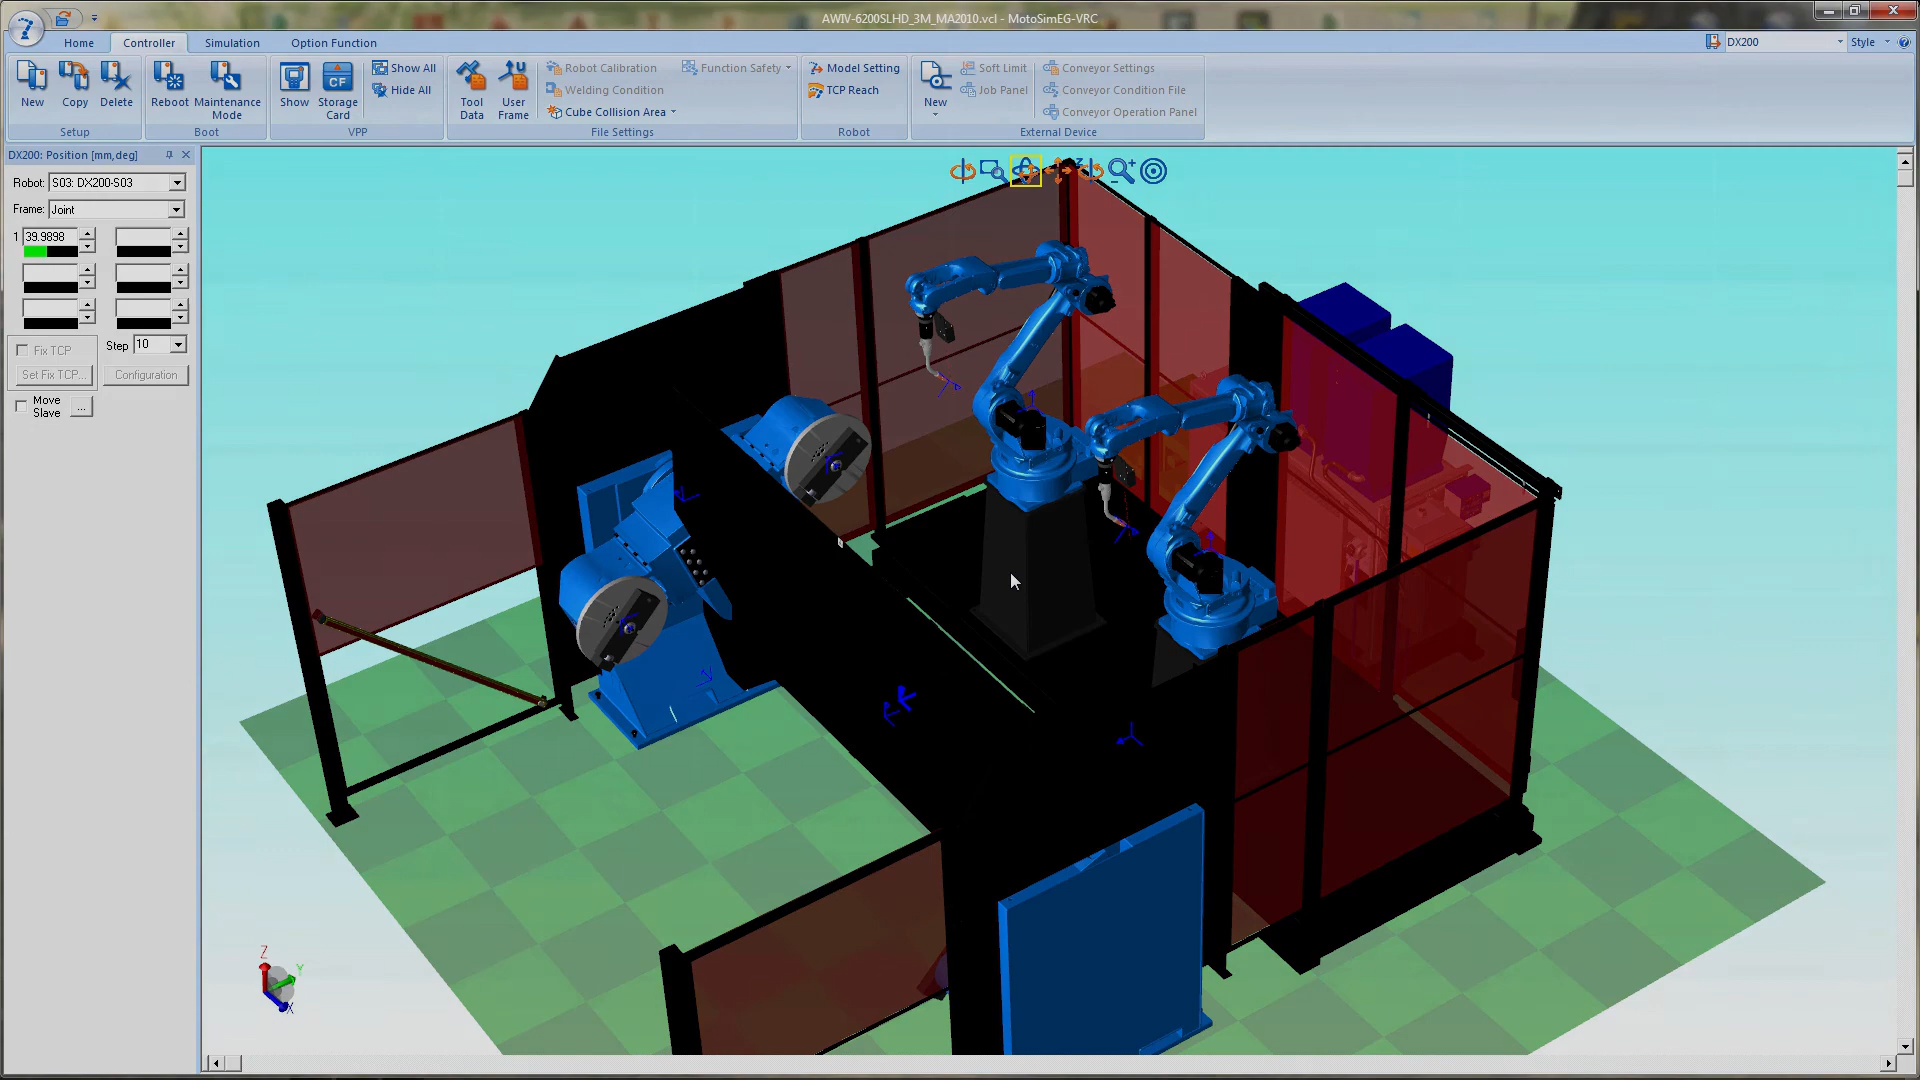 AWIV-6200SLHD_3M_MA2010.vcl - MotoSimEG-VRC
Home Controller Simulation Option Function
DX200 Style
New Copy Delete
Setup
Reboot Maintenance Mode
Boot
Show Storage Card
CF
Show All
Hide All
VPP
Tool Data
User Frame
Robot Calibration
Welding Condition
Cube Collision Area
Function Safety
File Settings
Model Setting
TCP Reach
Robot
New
Soft Limit
Job Panel
Conveyor Settings
Conveyor Condition File
Conveyor Operation Panel
External Device
DX200: Position [mm,deg]
Robot: S03: DX200-S03
Frame: Joint
1 39.9898
Fix TCP
Step 10
Set Fix TCP...
Configuration
Move Slave ...
Z
Y
X